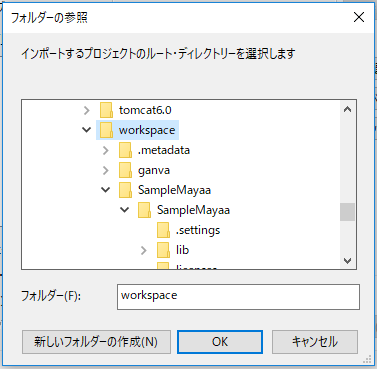 フォルダーの参照
インポートするプロジェクトのルート・ディレクトリーを選択します
tomcat6.0
workspace
.metadata
ganva
SampleMayaa
SampleMayaa
.settings
lib
licenses
フォルダー(F):
workspace
新しいフォルダーの作成(N)
OK
キャンセル